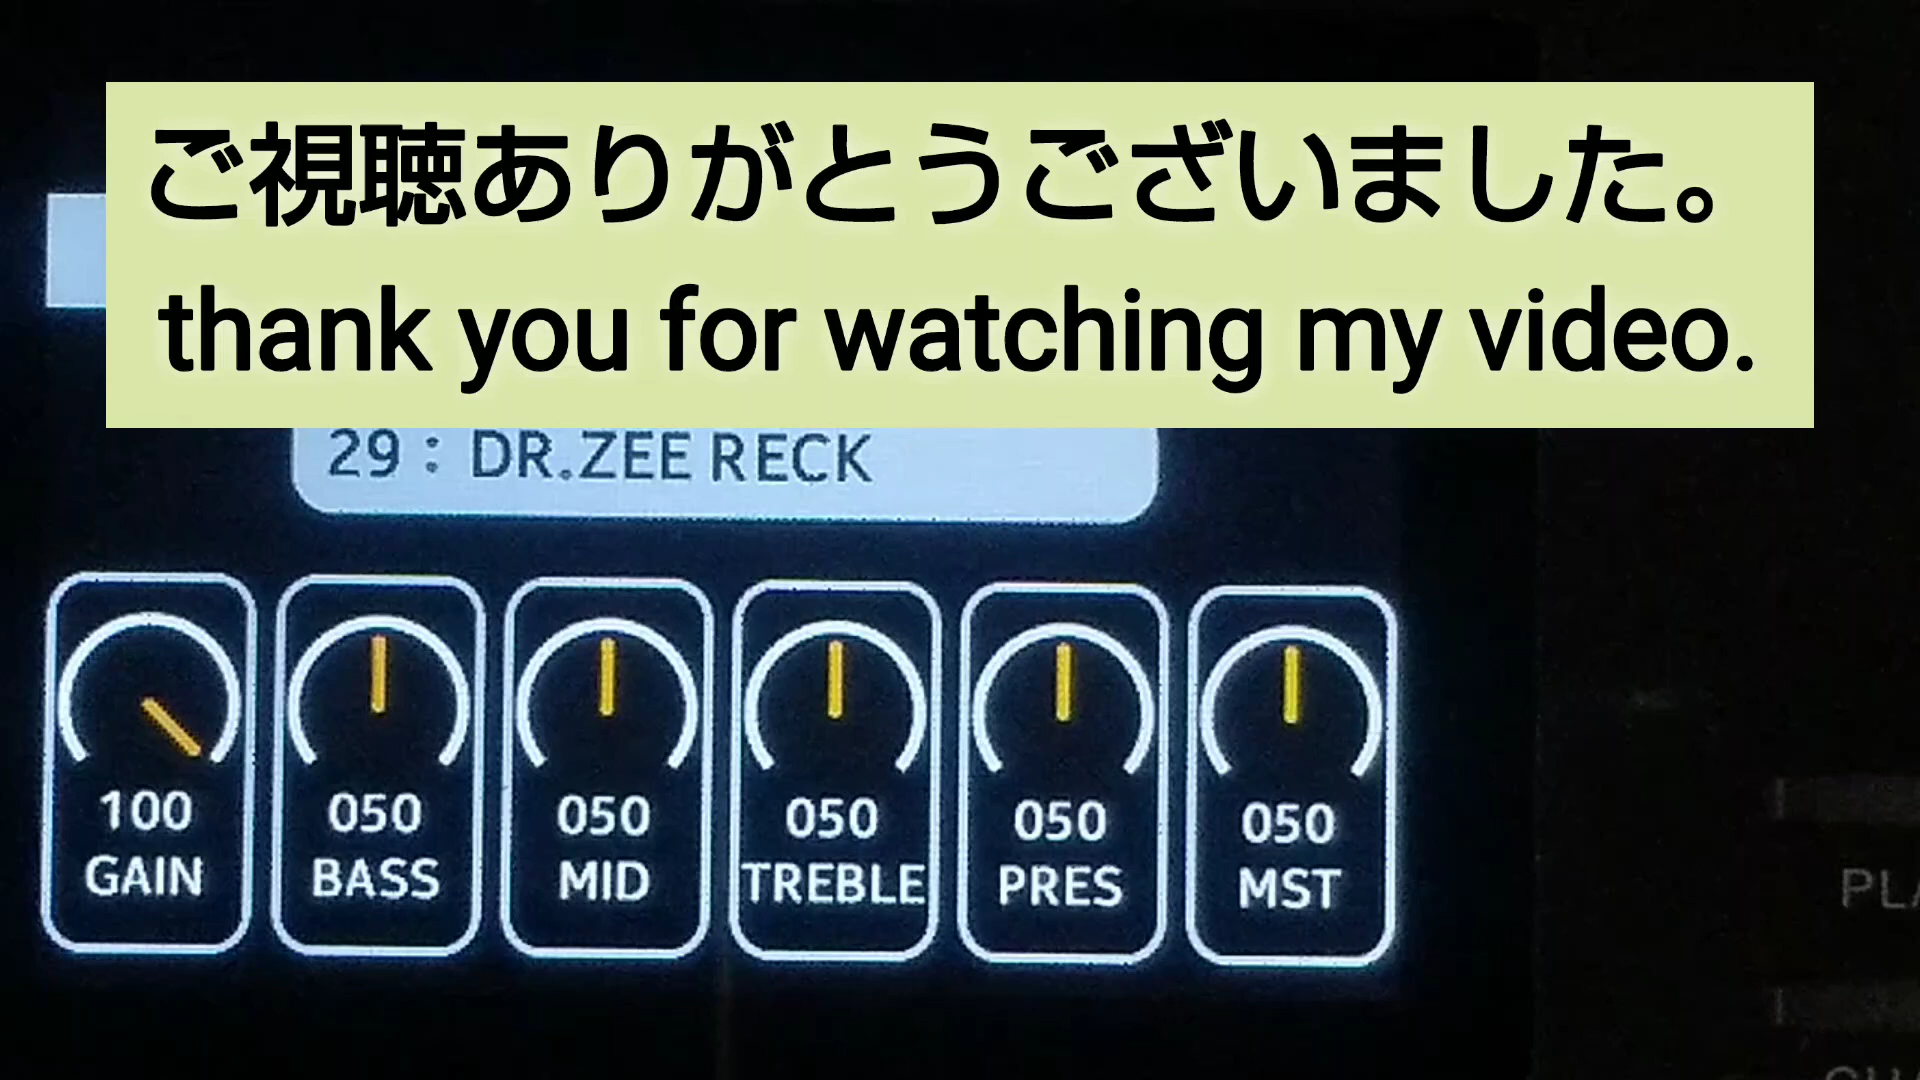 ご視聴ありがとうございました。
thank you for watching my video.
29 : DR.ZEE RECK
100 050 050 050 050 050
GAIN BASS MID TREBLE PRES MST